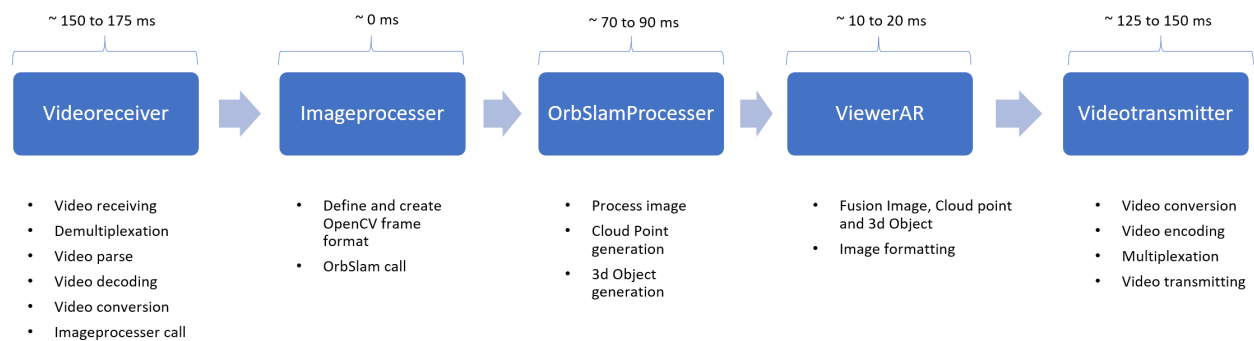 ~ 150 to 175 ms
~ 0 ms
~ 70 to 90 ms
~ 10 to 20 ms
~ 125 to 150 ms
Videoreceiver
Imageprocesser
OrbSlamProcesser
ViewerAR
Videotransmitter
• Video receiving
• Demultiplexation
• Video parse
• Video decoding
• Video conversion
• Imageprocesser call
• Define and create
OpenCV frame
format
• OrbSlam call
• Process image
• Cloud Point
generation
• 3d Object
generation
• Fusion Image, Cloud point
and 3d Object
• Image formatting
• Video conversion
• Video encoding
• Multiplexation
• Video transmitting